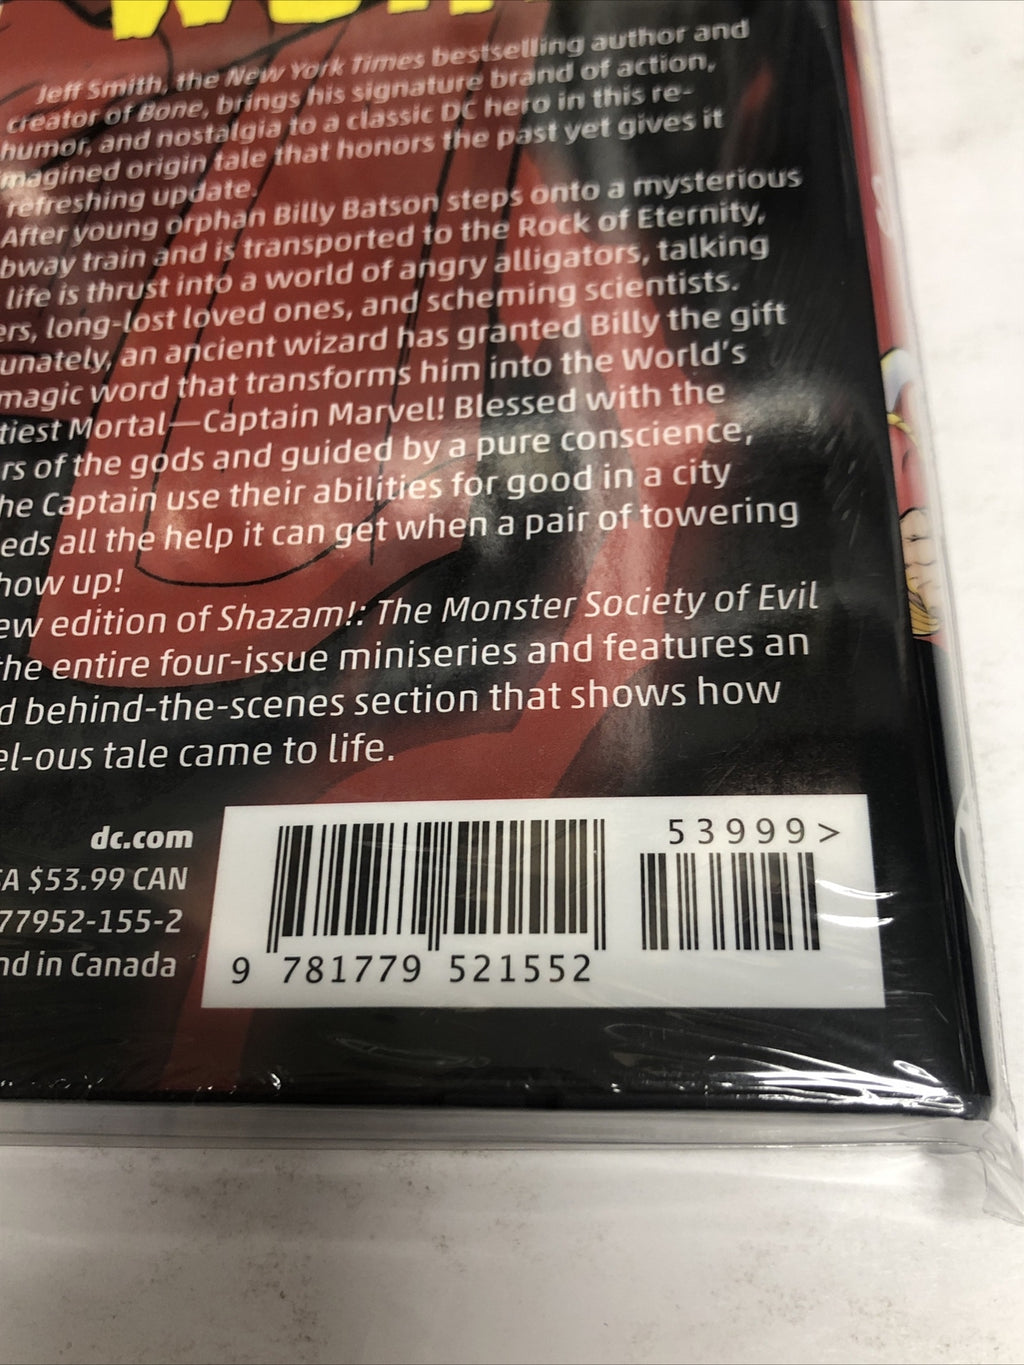 Jeff Smith, the New York Times bestselling author and
creator of Bone, brings his signature brand of action,
humor, and nostalgia to a classic DC hero in this re-
magined origin tale that honors the past yet gives it
refreshing update.
After young orphan Billy Batson steps onto a mysterious
bway train and is transported to the Rock of Eternity,
life is thrust into a world of angry alligators, talking
ers, long-lost loved ones, and scheming scientists.
unately, an ancient wizard has granted Billy the gift
magic word that transforms him into the World's
tiest Mortal—Captain Marvel! Blessed with the
rs of the gods and guided by a pure conscience,
he Captain use their abilities for good in a city
eds all the help it can get when a pair of towering
how up!
ew edition of Shazam!: The Monster Society of Evil
the entire four-issue miniseries and features an
d behind-the-scenes section that shows how
el-ous tale came to life.
dc.com
SA $53.99 CAN
77952-155-2
nd in Canada
53999>
9 781779 521552